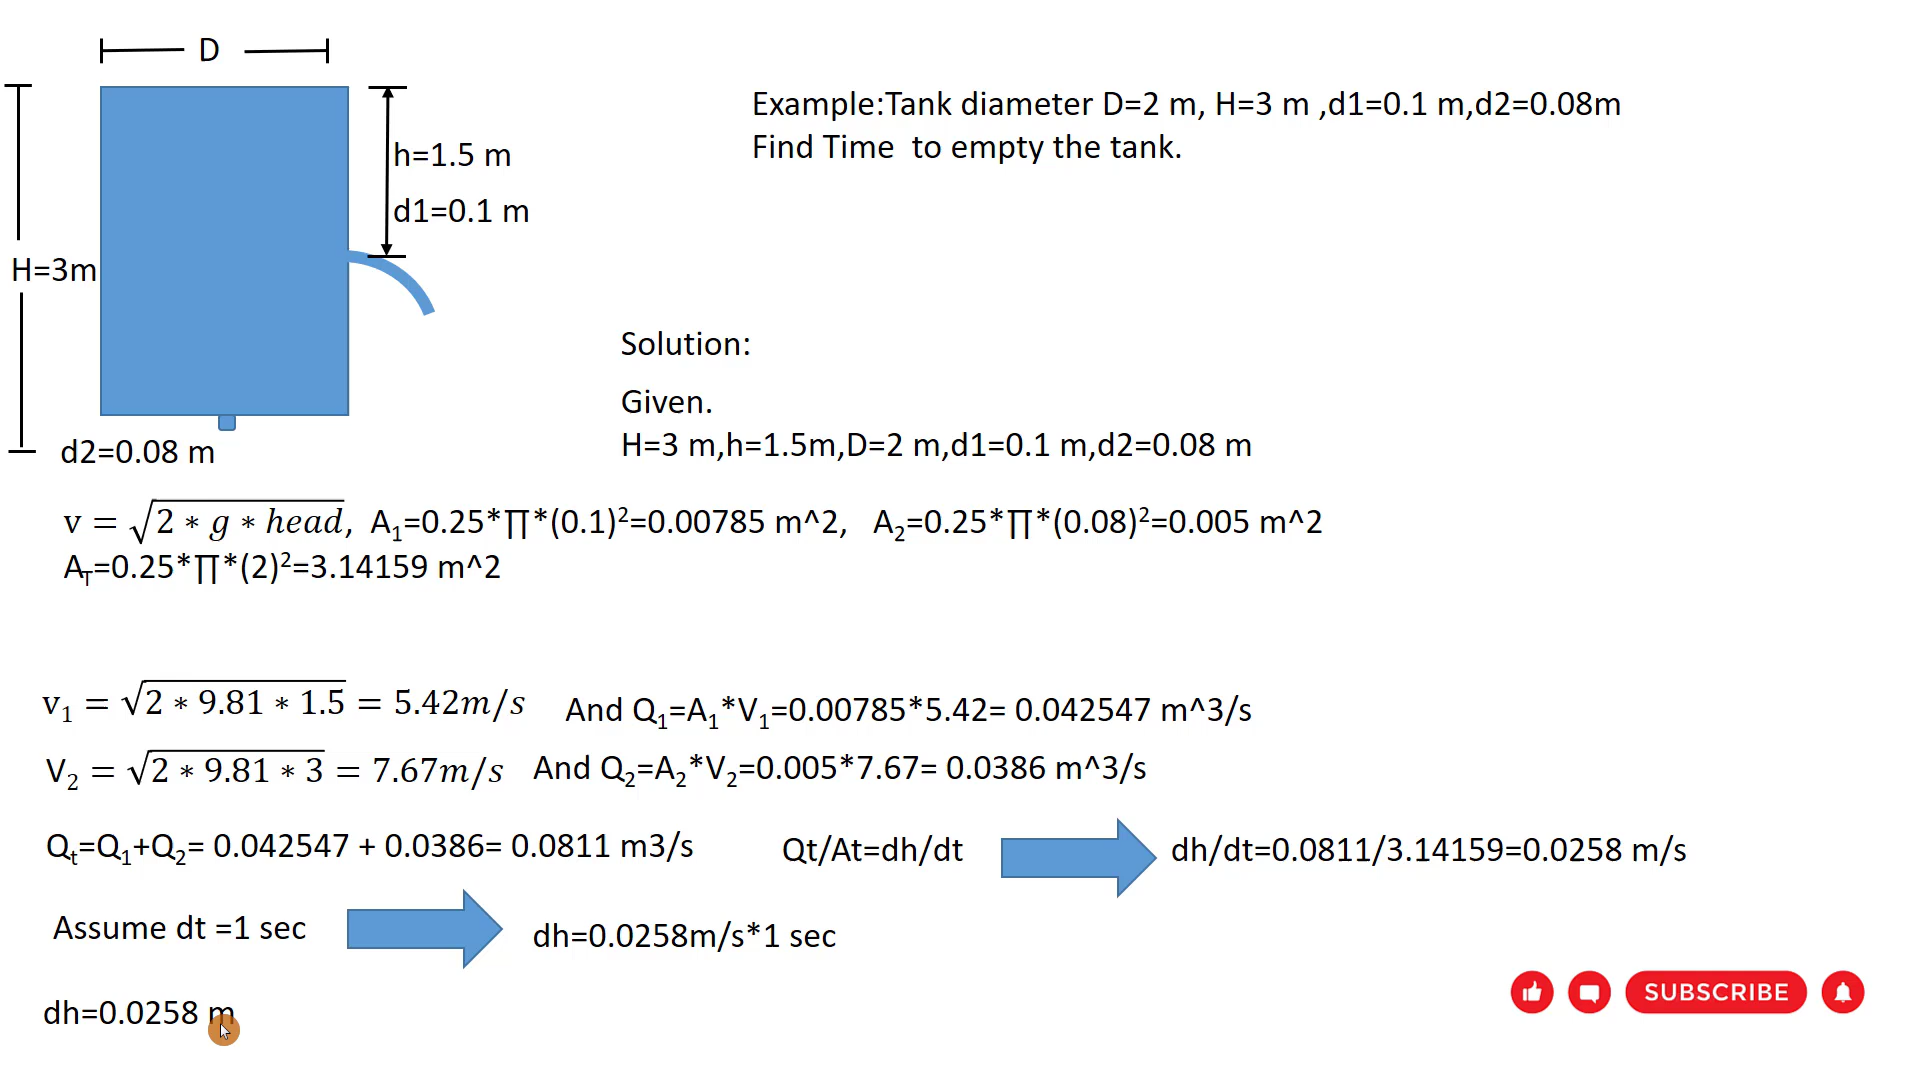 D
h=1.5 m
d1=0.1 m
H=3m
d2=0.08 m
Example:Tank diameter D=2 m, H=3 m ,d1=0.1 m,d2=0.08m
Find Time  to empty the tank.
Solution:
Given.
H=3 m,h=1.5m,D=2 m,d1=0.1 m,d2=0.08 m
v = √2 * g * head, A₁=0.25*∏*(0.1)²=0.00785 m^2, A₂=0.25*∏*(0.08)²=0.005 m^2
A_T=0.25*∏*(2)²=3.14159 m^2
v₁ = √2 * 9.81 * 1.5 = 5.42m/s And Q₁=A₁*V₁=0.00785*5.42= 0.042547 m^3/s
V₂ = √2 * 9.81 * 3 = 7.67m/s And Q₂=A₂*V₂=0.005*7.67= 0.0386 m^3/s
Qₜ=Q₁+Q₂= 0.042547 + 0.0386= 0.0811 m3/s Qt/At=dh/dt dh/dt=0.0811/3.14159=0.0258 m/s
Assume dt =1 sec dh=0.0258m/s*1 sec
dh=0.0258 m
SUBSCRIBE